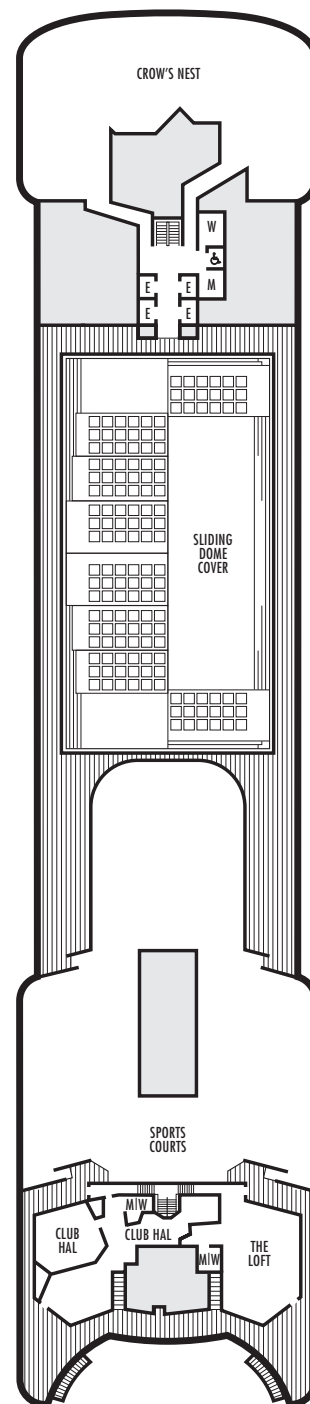 CROW'S NEST
W
M
E E
E E
SLIDING
DOME
COVER
SPORTS
COURTS
M|W
CLUB
HAL
CLUB HAL
THE
LOFT
M|W